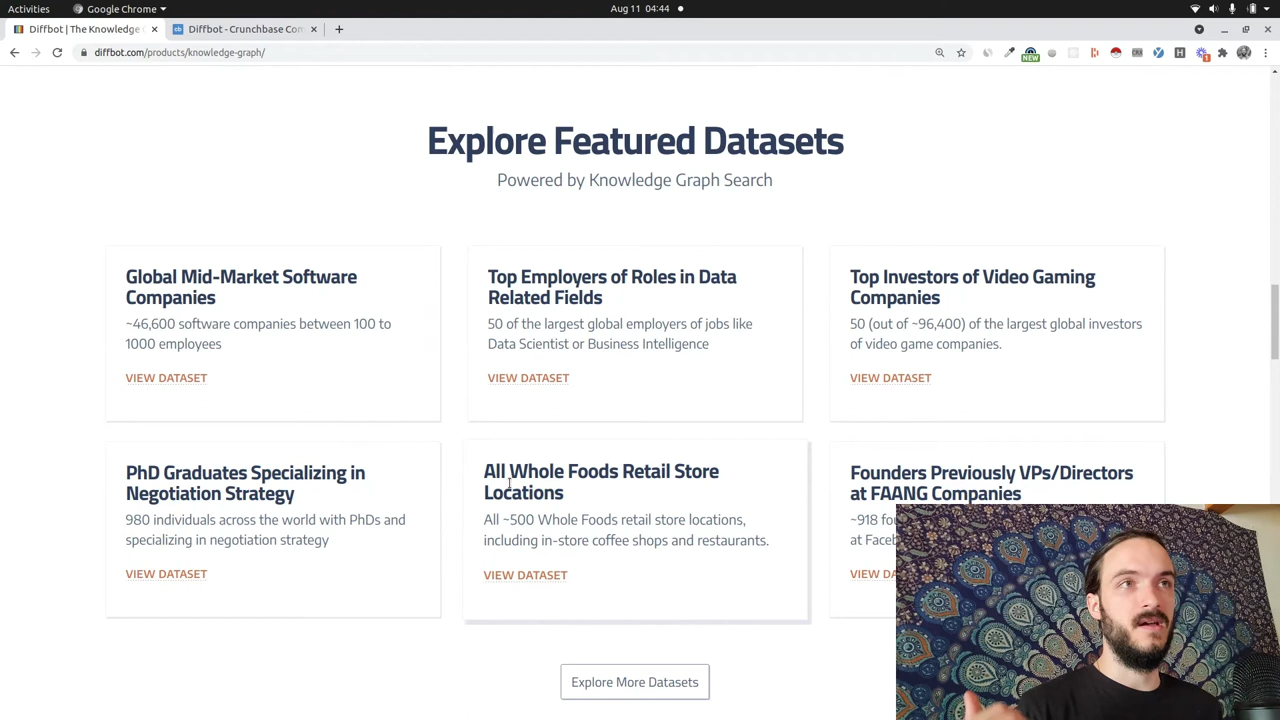 Activities
Google Chrome
Aug 11 04:44
Diffbot | The Knowledge
Diffbot - Crunchbase Com
diffbot.com/products/knowledge-graph/
NEW
1
Explore Featured Datasets
Powered by Knowledge Graph Search
Global Mid-Market Software
Companies
~46,600 software companies between 100 to
1000 employees
VIEW DATASET
Top Employers of Roles in Data
Related Fields
50 of the largest global employers of jobs like
Data Scientist or Business Intelligence
VIEW DATASET
Top Investors of Video Gaming
Companies
50 (out of ~96,400) of the largest global investors
of video game companies.
VIEW DATASET
PhD Graduates Specializing in
Negotiation Strategy
980 individuals across the world with PhDs and
specializing in negotiation strategy
VIEW DATASET
All Whole Foods Retail Store
Locations
All ~500 Whole Foods retail store locations,
including in-store coffee shops and restaurants.
VIEW DATASET
Founders Previously VPs/Directors
at FAANG Companies
~918
at
VIEW
Explore More Datasets